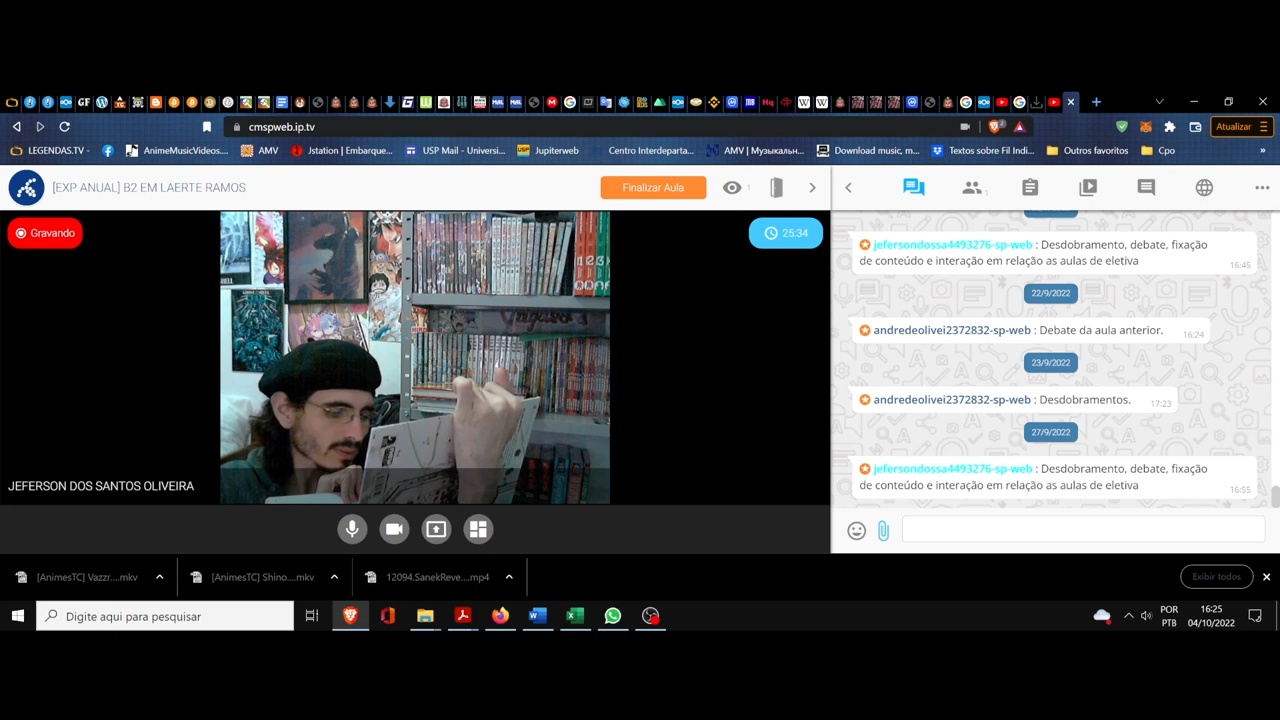 cmspweb.ip.tv
2
Atualizar
LEGENDAS.TV -
AnimeMusicVideos....
AMV
Jstation | Embarque...
USP Mail - Universi...
Jupiterweb
Centro Interdeparta...
AMV | Музыкальн...
Download music, m...
Textos sobre Fil Indi...
Outros favoritos
Cpo
»
[EXP ANUAL] B2 EM LAERTE RAMOS
Finalizar Aula
1
1
Gravando
25:34
JEFERSON DOS SANTOS OLIVEIRA
jefersondossa4493276-sp-web : Desdobramento, debate, fixação
de conteúdo e interação em relação as aulas de eletiva
16:45
22/9/2022
andredeolivei2372832-sp-web : Debate da aula anterior.
16:24
23/9/2022
andredeolivei2372832-sp-web : Desdobramentos.
17:23
27/9/2022
jefersondossa4493276-sp-web : Desdobramento, debate, fixação
de conteúdo e interação em relação as aulas de eletiva
16:55
[AnimesTC] Vazzr....mkv
[AnimesTC] Shino....mkv
12094.SanekReve....mp4
Exibir todos
Digite aqui para pesquisar
POR
PTB
16:25
04/10/2022